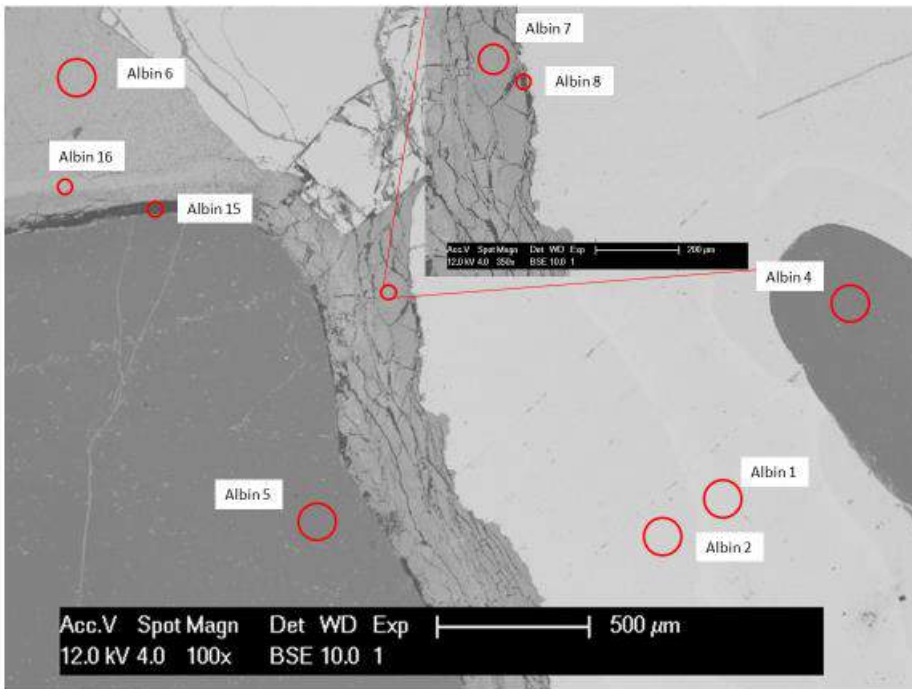 Albin 7
Albin 6
Albin 8
Albin 16
Albin 15
Acc.V Spot Magn Det WD Exp 200 µm
12.0 kV 4.0 350x BSE 10.0 1
Albin 4
Albin 1
Albin 5
Albin 2
Acc.V Spot Magn Det WD Exp 500 µm
12.0 kV 4.0 100x BSE 10.0 1